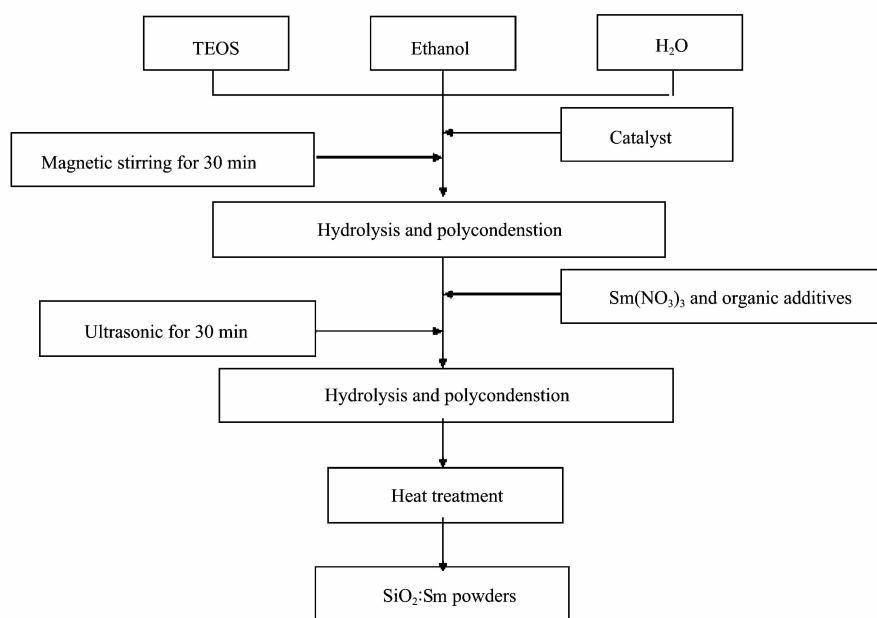 TEOS
Ethanol
H₂O
Catalyst
Magnetic stirring for 30 min
Hydrolysis and polycondenstion
Sm(NO₃)₃ and organic additives
Ultrasonic for 30 min
Hydrolysis and polycondenstion
Heat treatment
SiO₂:Sm powders